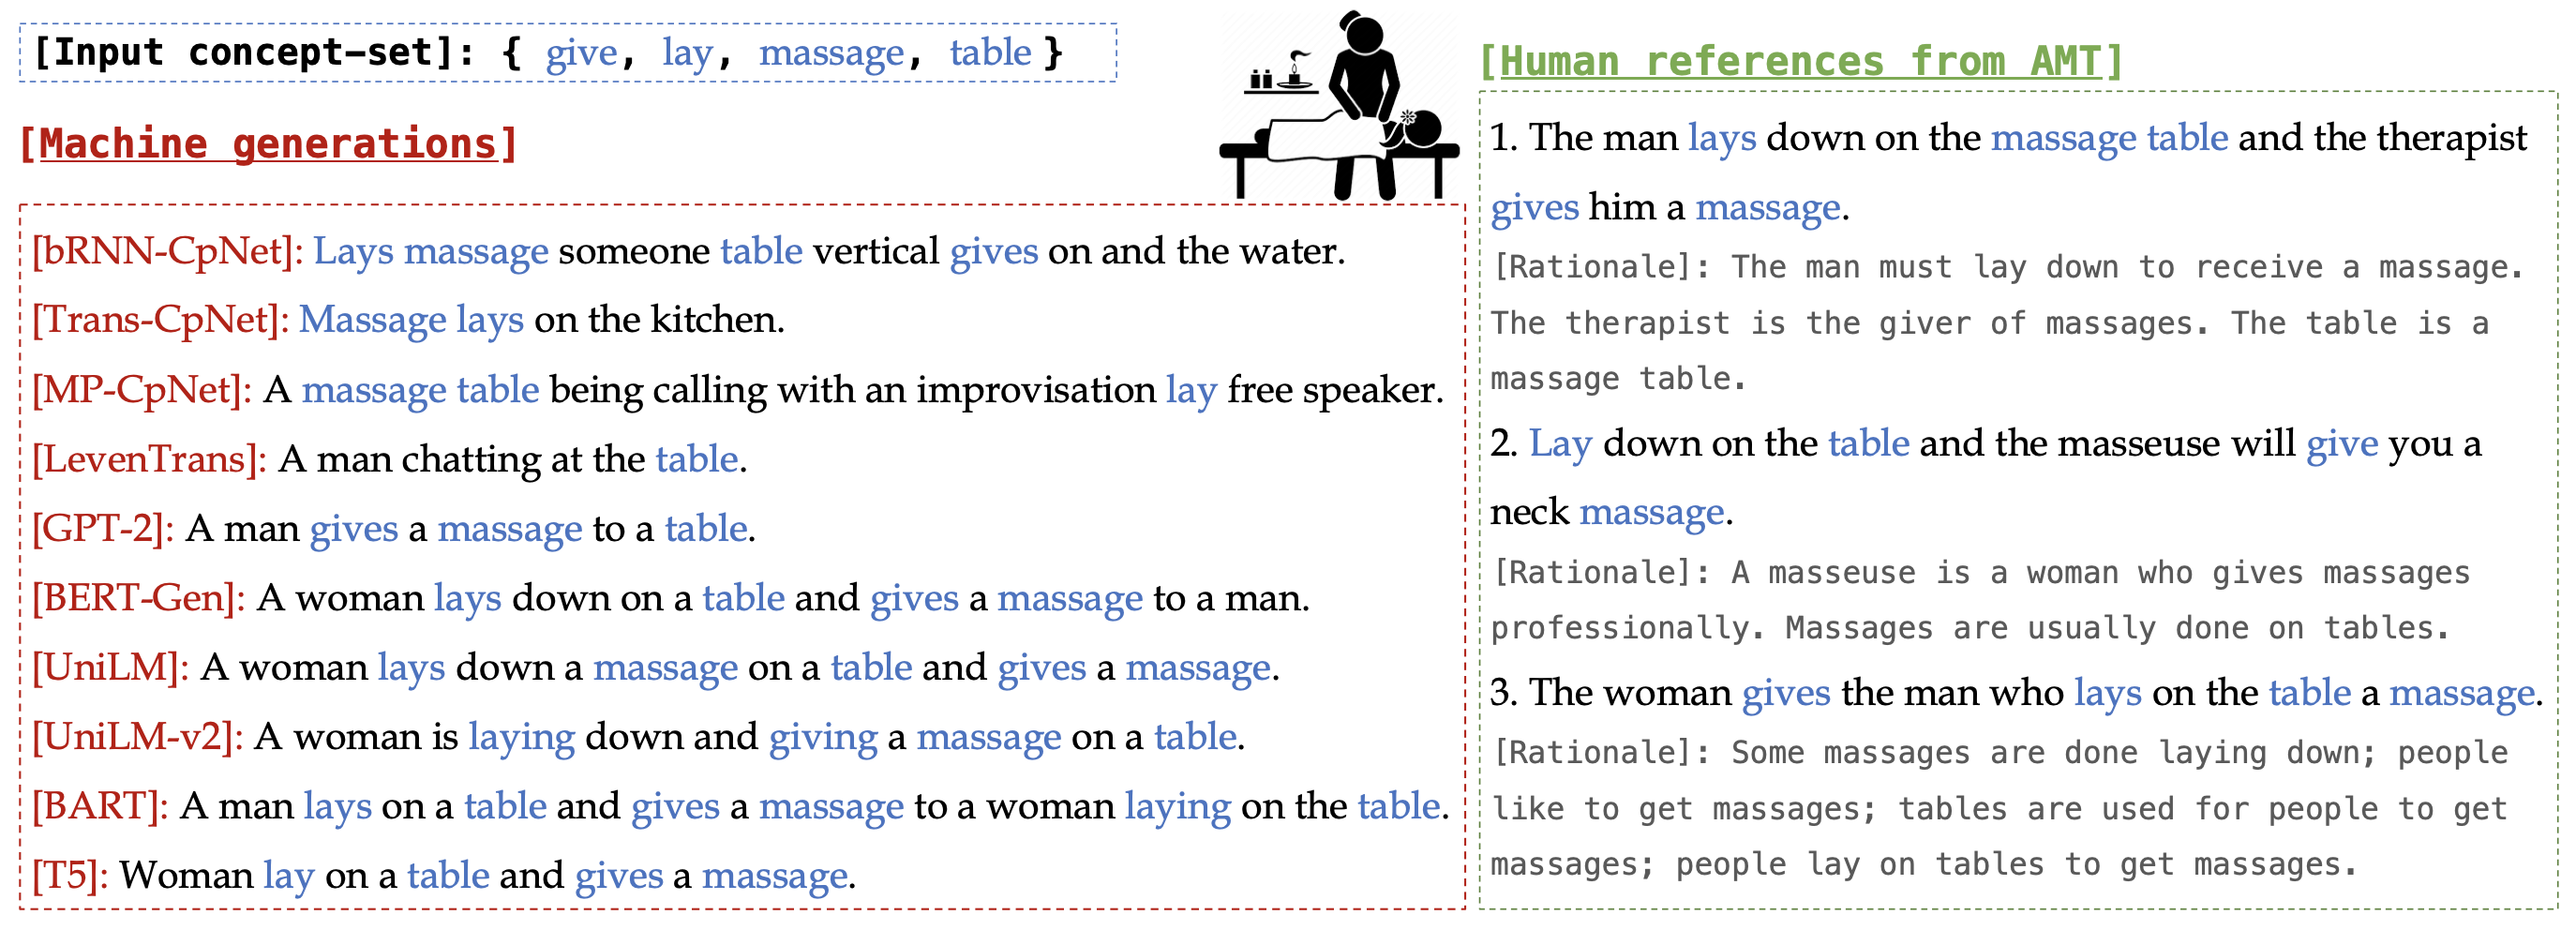 [Input concept-set]: { give, lay, massage, table }
[Machine generations]
[bRNN-CpNet]: Lays massage someone table vertical gives on and the water.
[Trans-CpNet]: Massage lays on the kitchen.
[MP-CpNet]: A massage table being calling with an improvisation lay free speaker.
[LevenTrans]: A man chatting at the table.
[GPT-2]: A man gives a massage to a table.
[BERT-Gen]: A woman lays down on a table and gives a massage to a man.
[UniLM]: A woman lays down a massage on a table and gives a massage.
[UniLM-v2]: A woman is laying down and giving a massage on a table.
[BART]: A man lays on a table and gives a massage to a woman laying on the table.
[T5]: Woman lay on a table and gives a massage.
[Human references from AMT]
1. The man lays down on the massage table and the therapist
gives him a massage.
[Rationale]: The man must lay down to receive a massage.
The therapist is the giver of massages. The table is a
massage table.
2. Lay down on the table and the masseuse will give you a
neck massage.
[Rationale]: A masseuse is a woman who gives massages
professionally. Massages are usually done on tables.
3. The woman gives the man who lays on the table a massage.
[Rationale]: Some massages are done laying down; people
like to get massages; tables are used for people to get
massages; people lay on tables to get massages.